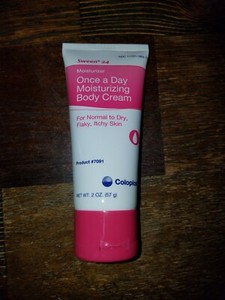 Sween® 24
Moisturizer
Once a Day
Moisturizing
Body Cream
For Normal to Dry,
Flaky, Itchy Skin
Product #7091
Coloplast
NET WT. 2 OZ. (57 g)